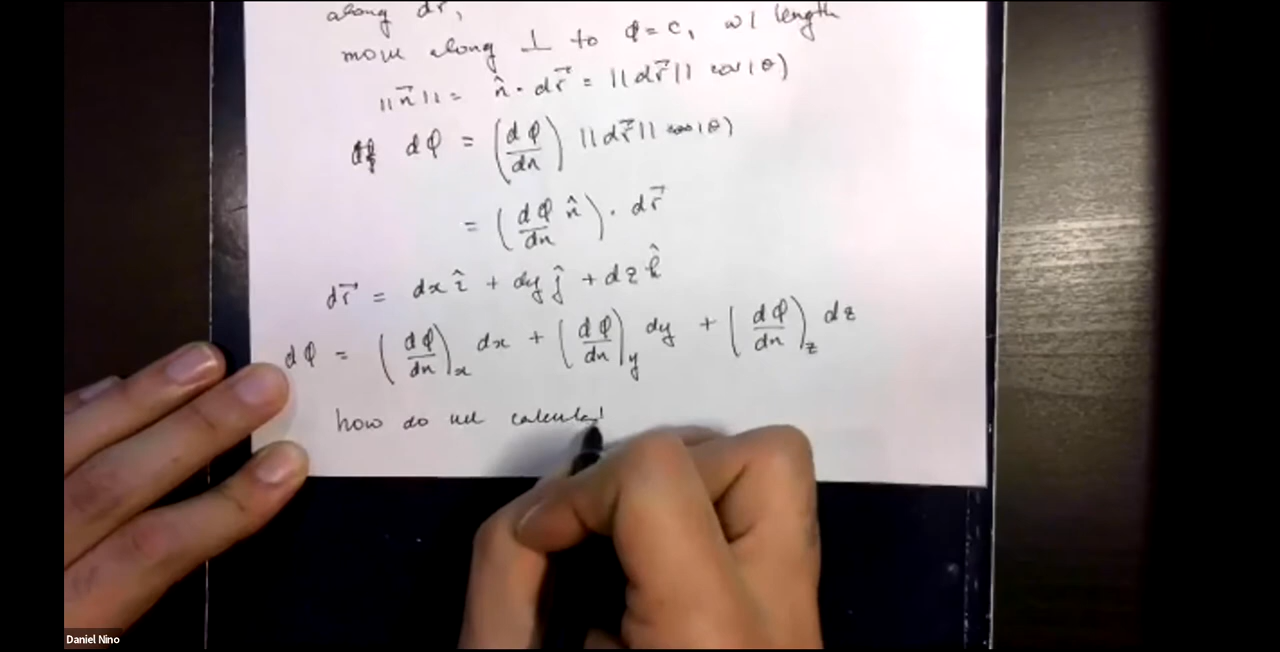 along dr,
move along ⊥ to φ = c, w/ length
||n⃗|| = n̂ · dr⃗ = ||dr⃗|| cos(θ)
dφ = (dφ/dn) ||dr⃗|| cos(θ)
= (dφ/dn n̂) · dr⃗
dr⃗ = dx î + dy ĵ + dz k̂
dφ = (dφ/dn)x dx + (dφ/dn)y dy + (dφ/dn)z dz
how do we calculat
Daniel Nino